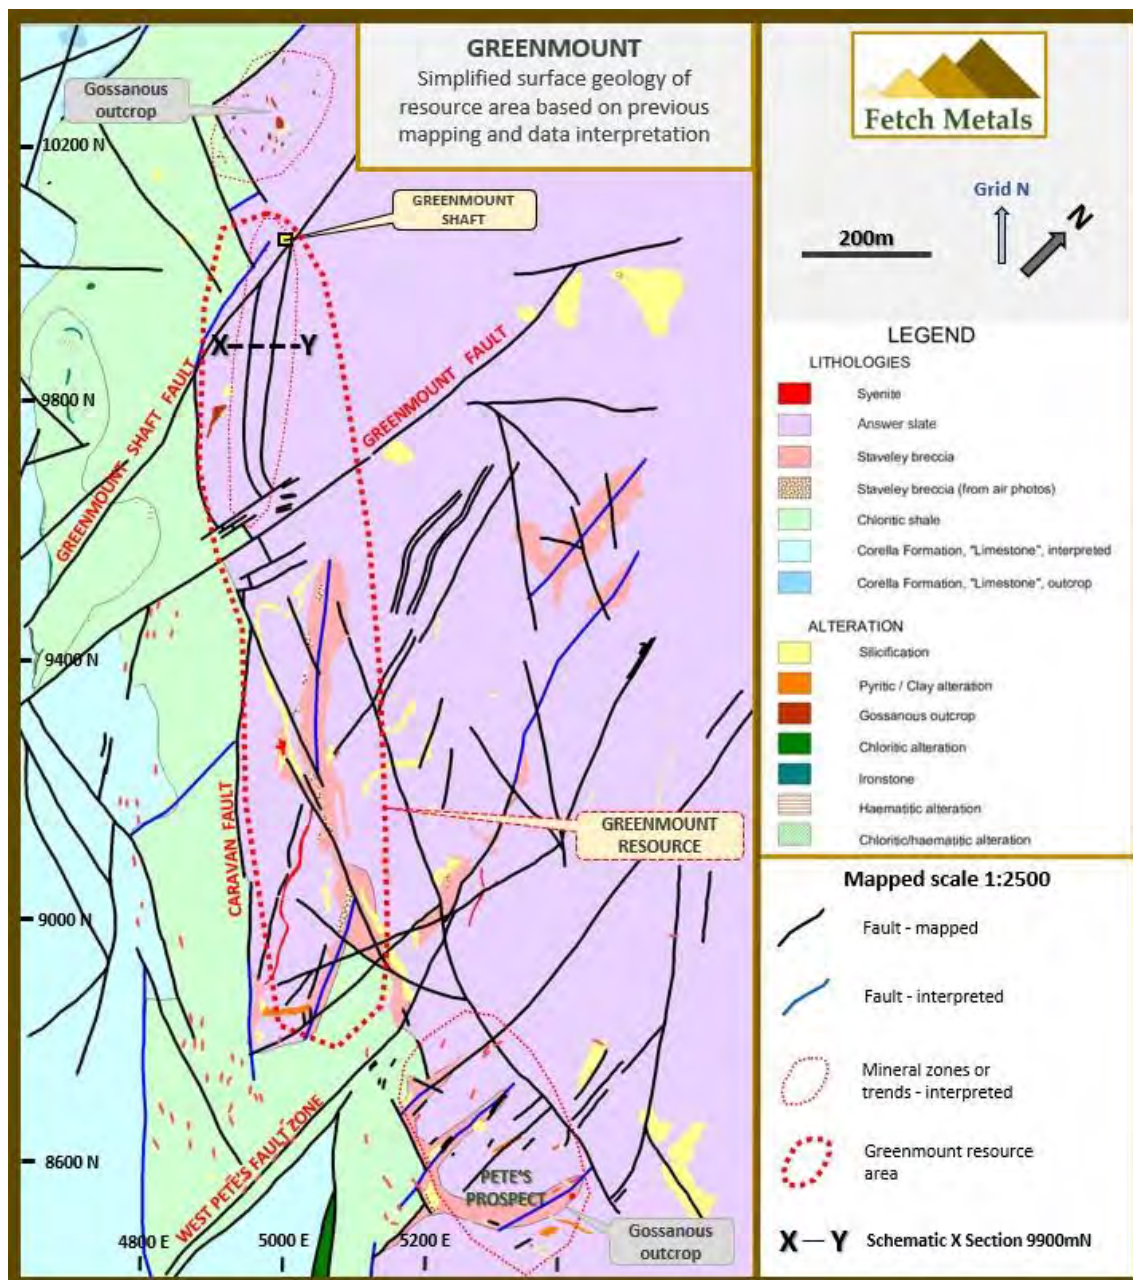 GREENMOUNT
Simplified surface geology of
resource area based on previous
mapping and data interpretation
Gossanous
outcrop
10200 N
GREENMOUNT
SHAFT
X
Y
GREENMOUNT SHAFT FAULT
GREENMOUNT FAULT
9800 N
9400 N
CARAVAN FAULT
GREENMOUNT
RESOURCE
9000 N
WEST PETE'S FAULT ZONE
8600 N
PETE'S
PROSPECT
Gossanous
outcrop
4800 E
5000 E
5200 E
Fetch Metals
Grid N
N
200m
LEGEND
LITHOLOGIES
Syenite
Answer slate
Staveley breccia
Staveley breccia (from air photos)
Chloritic shale
Corella Formation, "Limestone", interpreted
Corella Formation, "Limestone", outcrop
ALTERATION
Silicification
Pyritic / Clay alteration
Gossanous outcrop
Chloritic alteration
Ironstone
Haematitic alteration
Chloritic/haematitic alteration
Mapped scale 1:2500
Fault - mapped
Fault - interpreted
Mineral zones or
trends - interpreted
Greenmount resource
area
X — Y Schematic X Section 9900mN